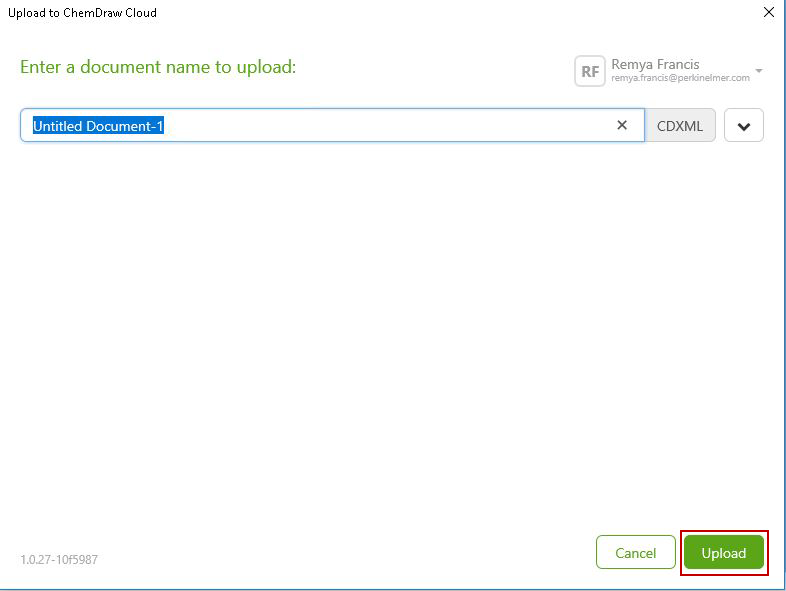 Upload to ChemDraw Cloud
Enter a document name to upload:
RF
Remya Francis
remya.francis@perkinelmer.com
Untitled Document-1
CDXML
1.0.27-10f5987
Cancel
Upload